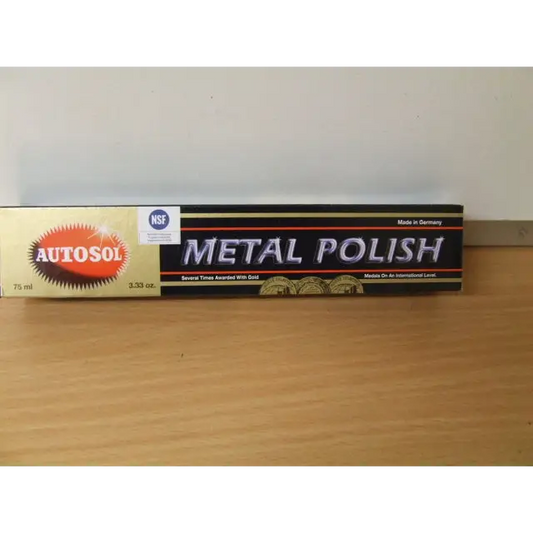 NSF
Made in Germany
AUTOSOL
METAL POLISH
75 ml
3.33 oz.
Several Times Awarded With Gold
Medals On An International Level.